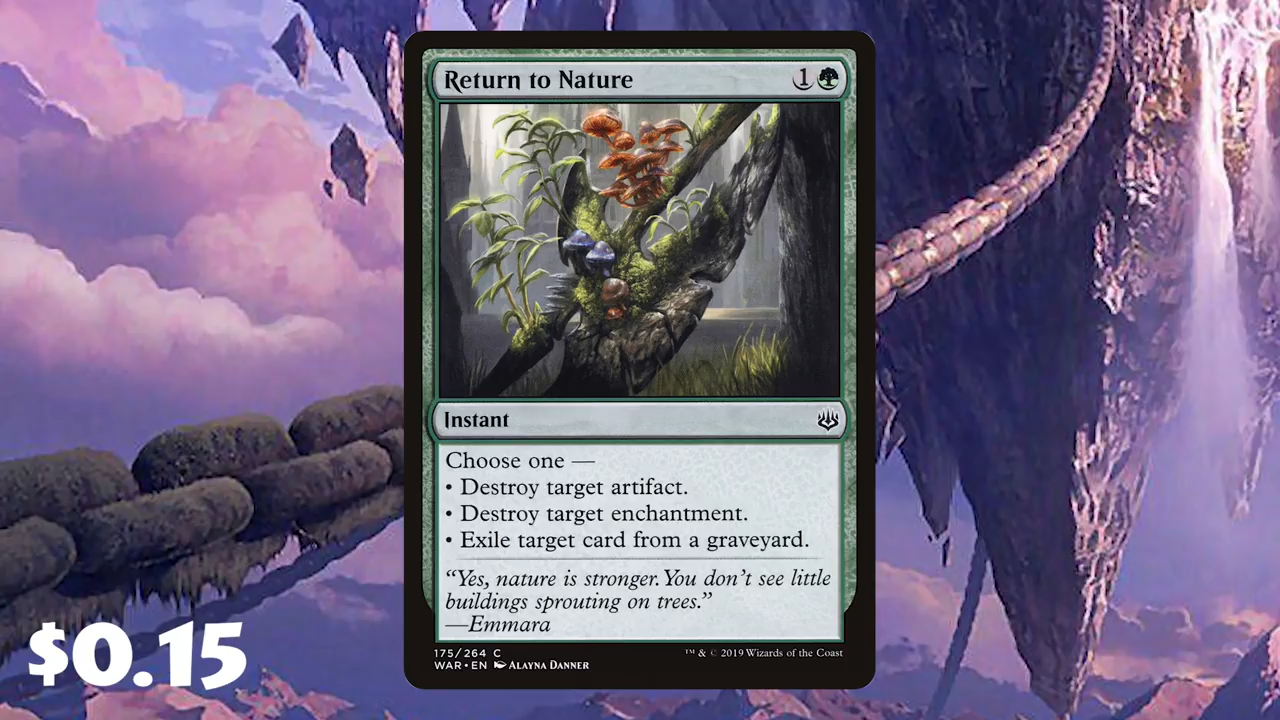 Return to Nature 1
Instant
Choose one —
• Destroy target artifact.
• Destroy target enchantment.
• Exile target card from a graveyard.
“Yes, nature is stronger. You don’t see little
buildings sprouting on trees.”
—Emmara
175/264 C
WAR • EN ALAYNA DANNER
™ & © 2019 Wizards of the Coast
$0.15